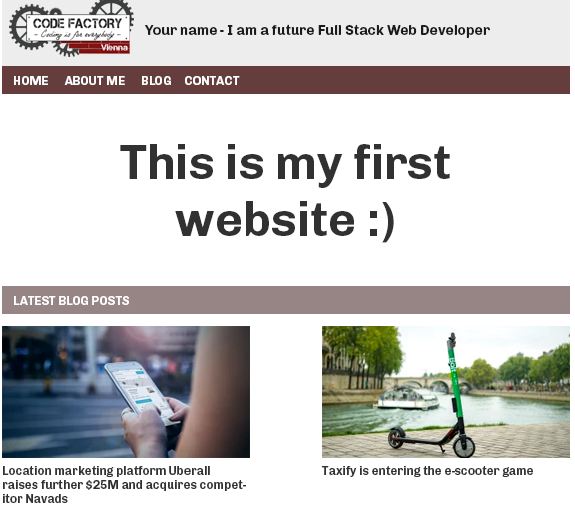 CODE FACTORY
- Coding is for everybody -
Vienna
Your name - I am a future Full Stack Web Developer
HOME ABOUT ME BLOG CONTACT
This is my first
website :)
LATEST BLOG POSTS
Location marketing platform Uberall
raises further $25M and acquires compet-
itor Navads
Taxify is entering the e-scooter game